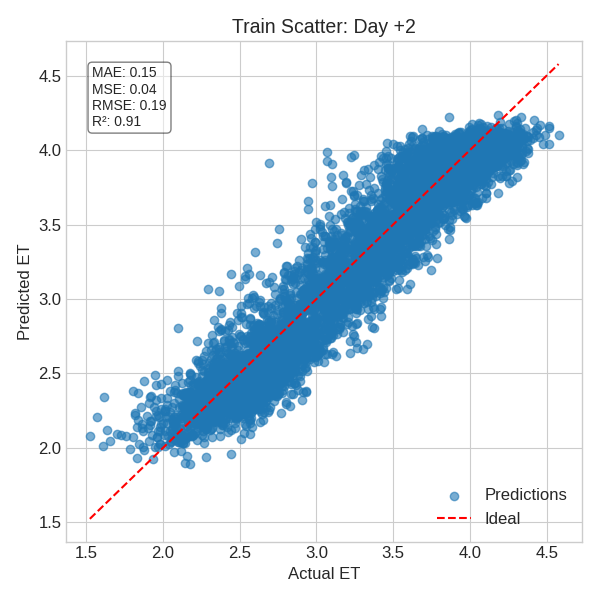 Train Scatter: Day +2
MAE: 0.15
MSE: 0.04
RMSE: 0.19
R²: 0.91
Predicted ET
4.5
4.0
3.5
3.0
2.5
2.0
1.5
Predictions
Ideal
1.5 2.0 2.5 3.0 3.5 4.0 4.5
Actual ET